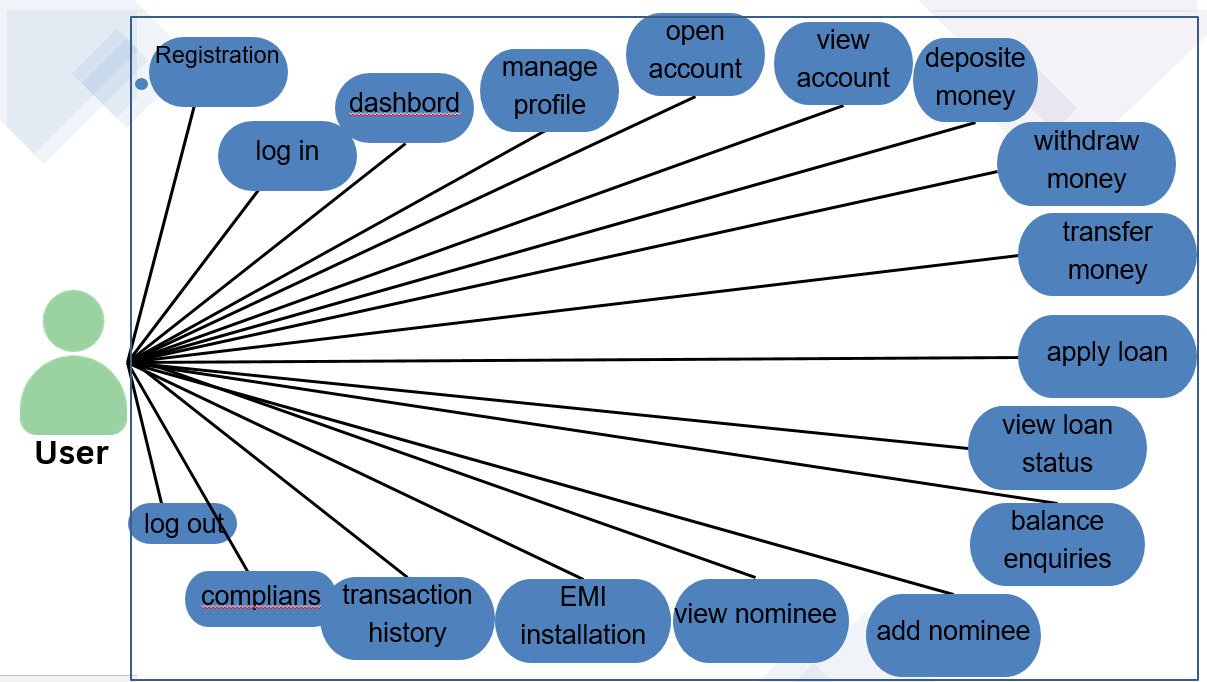 Registration
log in
dashbord
manage
profile
open
account
view
account
deposite
money
withdraw
money
transfer
money
apply loan
view loan
status
balance
enquiries
add nominee
view nominee
EMI
installation
transaction
history
complians
log out
User